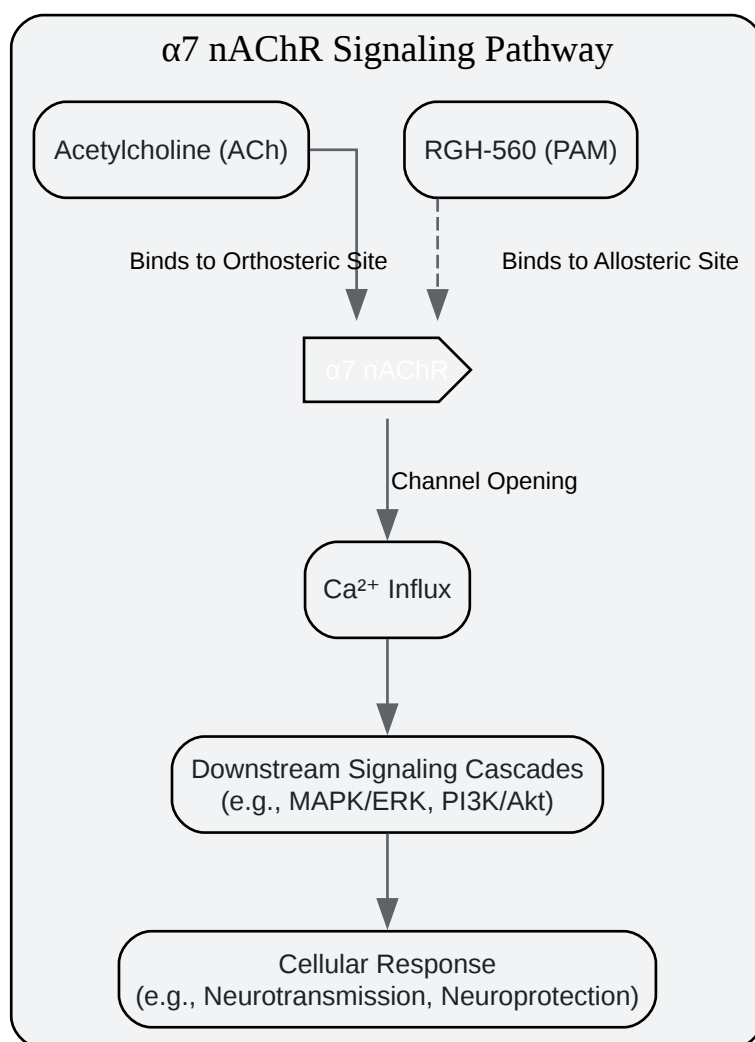 α7 nAChR Signaling Pathway
Acetylcholine (ACh)
RGH-560 (PAM)
Binds to Orthosteric Site
Binds to Allosteric Site
α7 nAChR
Channel Opening
Ca²⁺ Influx
Downstream Signaling Cascades
(e.g., MAPK/ERK, PI3K/Akt)
Cellular Response
(e.g., Neurotransmission, Neuroprotection)